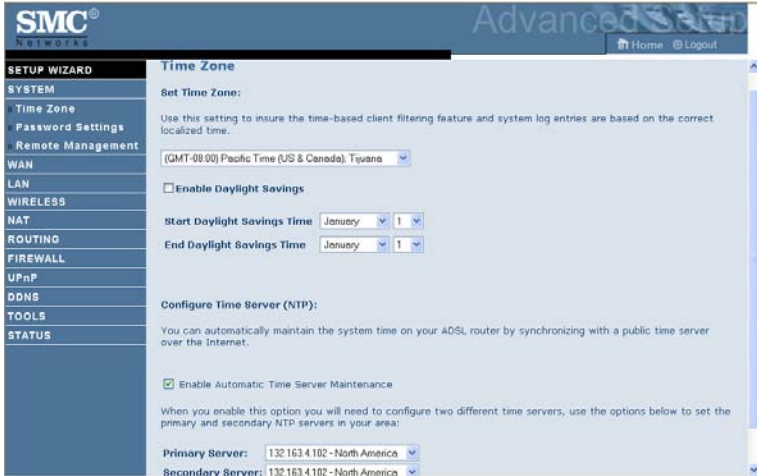 SMC®
Networks
Advanced Setup
Home Logout
SETUP WIZARD
SYSTEM
Time Zone
Password Settings
Remote Management
WAN
LAN
WIRELESS
NAT
ROUTING
FIREWALL
UPnP
DDNS
TOOLS
STATUS
Time Zone
Set Time Zone:
Use this setting to insure the time-based client filtering feature and system log entries are based on the correct
localized time.
(GMT-08:00) Pacific Time (US & Canada); Tijuana
Enable Daylight Savings
Start Daylight Savings Time January 1
End Daylight Savings Time January 1
Configure Time Server (NTP):
You can automatically maintain the system time on your ADSL router by synchronizing with a public time server
over the Internet.
Enable Automatic Time Server Maintenance
When you enable this option you will need to configure two different time servers, use the options below to set the
primary and secondary NTP servers in your area:
Primary Server: 132.163.4.102 - North America
Secondary Server: 132.163.4.102 - North America